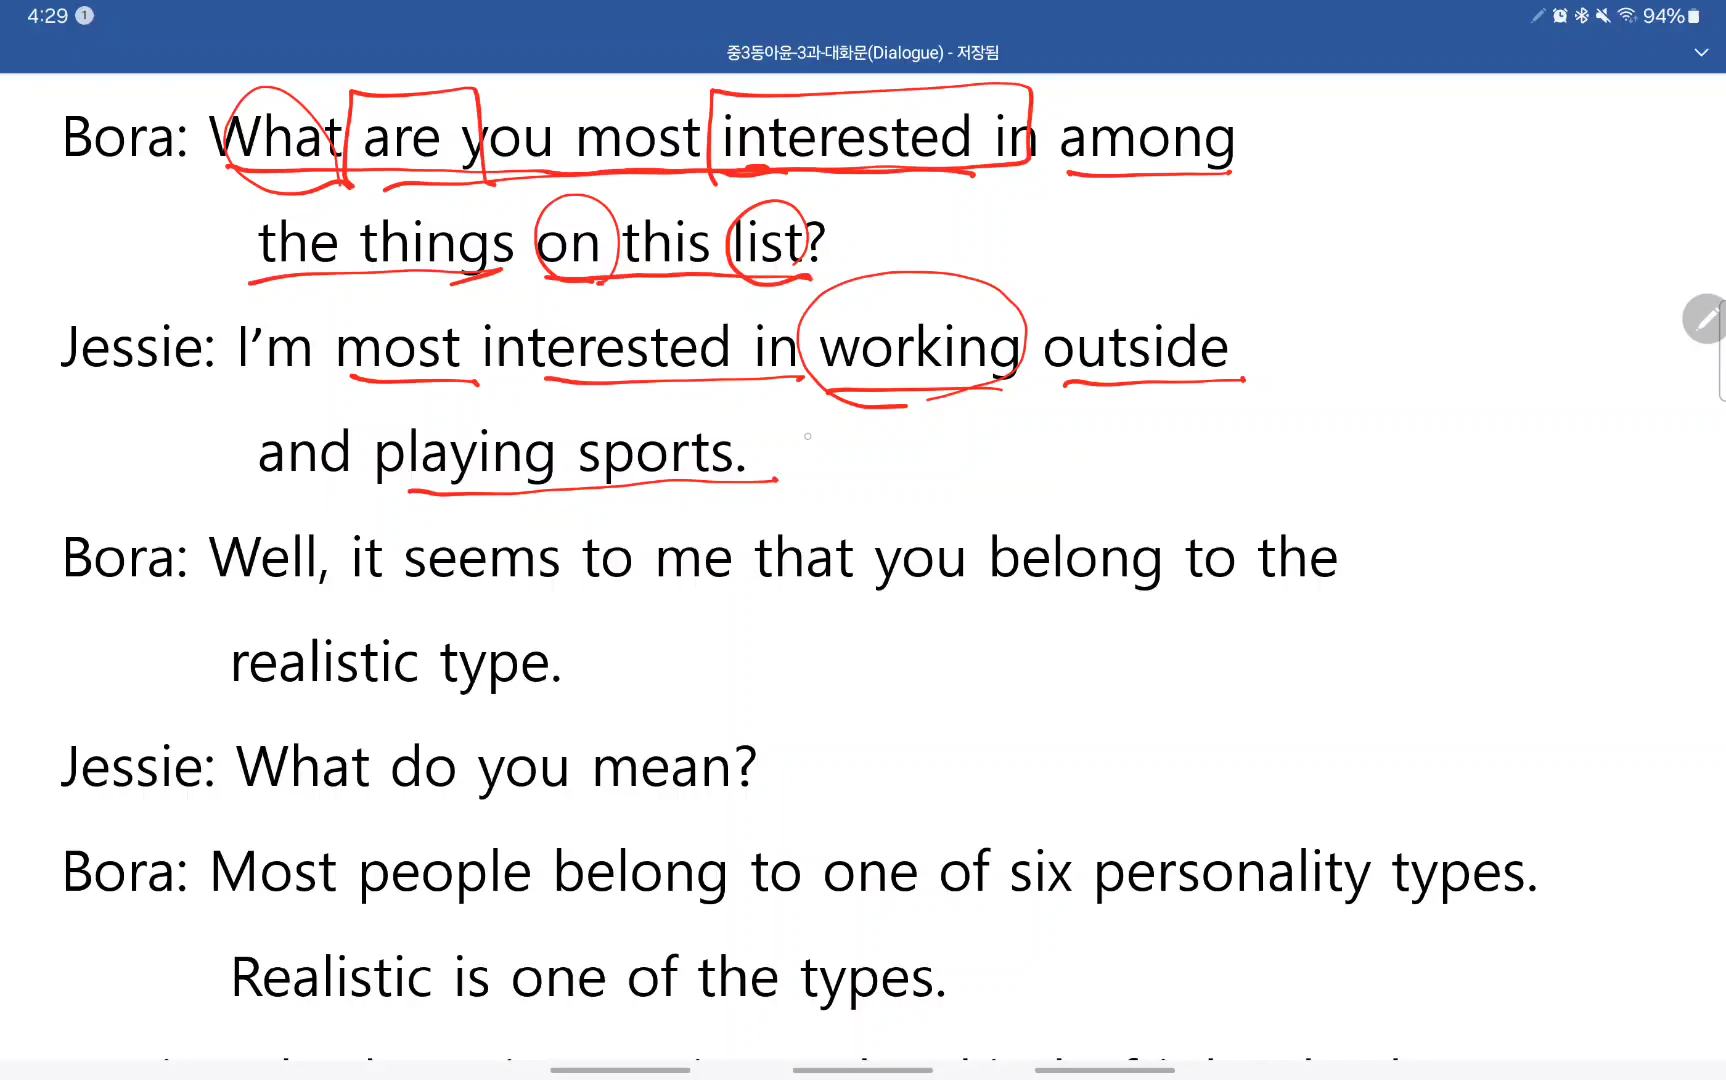 4:29 1 94%
중3동아윤-3과-대화문(Dialogue) - 저장됨
Bora: What are you most interested in among
the things on this list?
Jessie: I’m most interested in working outside
and playing sports.
Bora: Well, it seems to me that you belong to the
realistic type.
Jessie: What do you mean?
Bora: Most people belong to one of six personality types.
Realistic is one of the types.